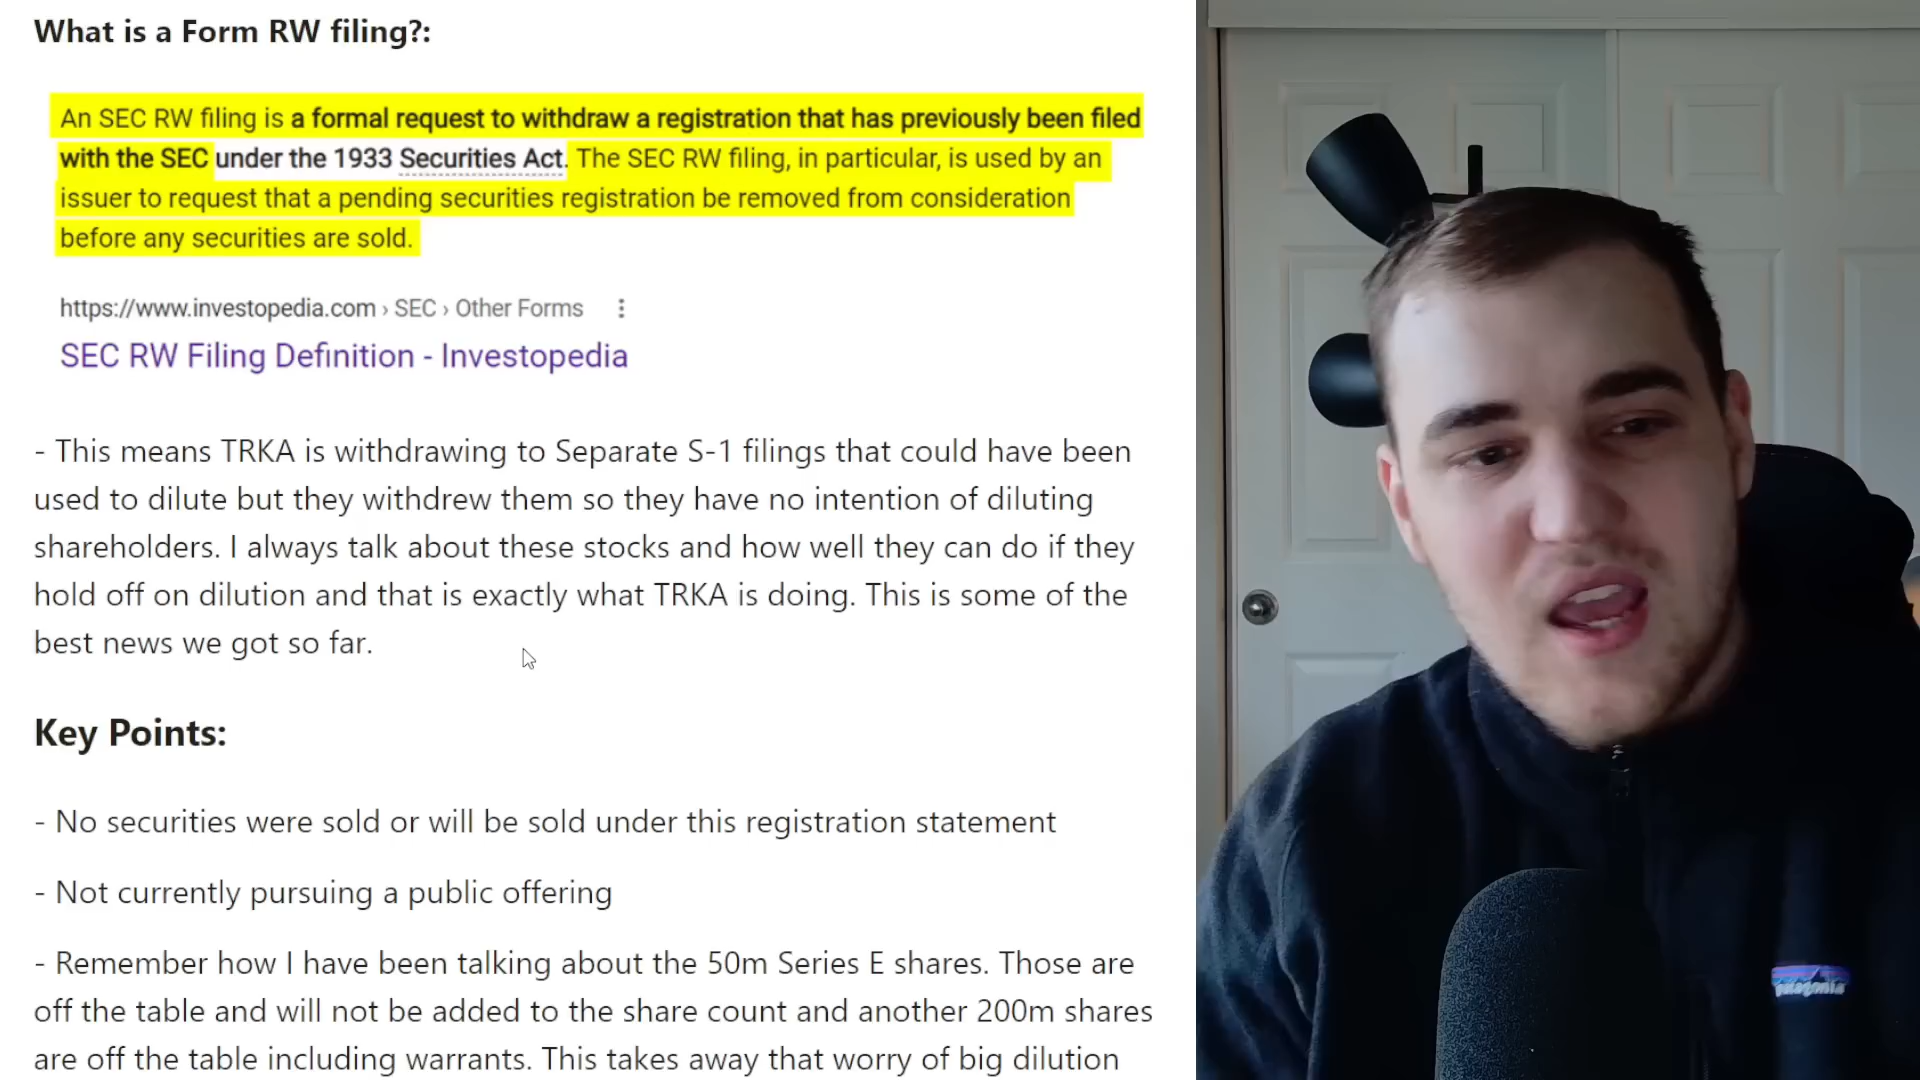 What is a Form RW filing?:
An SEC RW filing is a formal request to withdraw a registration that has previously been filed
with the SEC under the 1933 Securities Act. The SEC RW filing, in particular, is used by an
issuer to request that a pending securities registration be removed from consideration
before any securities are sold.
https://www.investopedia.com › SEC › Other Forms
SEC RW Filing Definition - Investopedia
- This means TRKA is withdrawing to Separate S-1 filings that could have been
used to dilute but they withdrew them so they have no intention of diluting
shareholders. I always talk about these stocks and how well they can do if they
hold off on dilution and that is exactly what TRKA is doing. This is some of the
best news we got so far.
Key Points:
- No securities were sold or will be sold under this registration statement
- Not currently pursuing a public offering
- Remember how I have been talking about the 50m Series E shares. Those are
off the table and will not be added to the share count and another 200m shares
are off the table including warrants. This takes away that worry of big dilution
patagonia